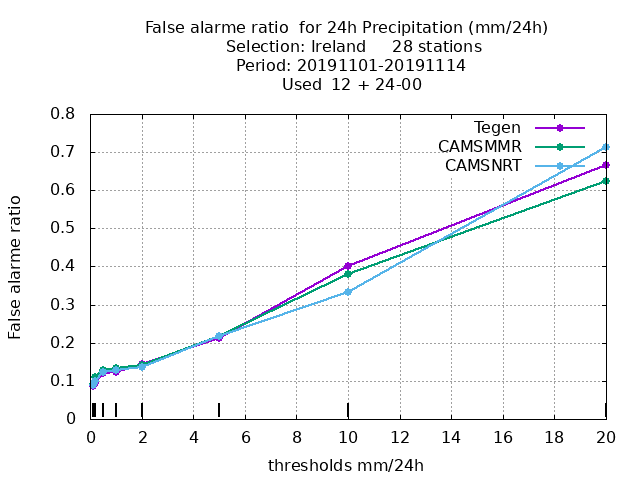 False alarme ratio  for 24h Precipitation (mm/24h)
Selection: Ireland     28 stations
Period: 20191101-20191114
Used  12 + 24-00
Tegen
CAMSMMR
CAMSNRT
False alarme ratio
0.8
0.7
0.6
0.5
0.4
0.3
0.2
0.1
0
0 2 4 6 8 10 12 14 16 18 20
thresholds mm/24h